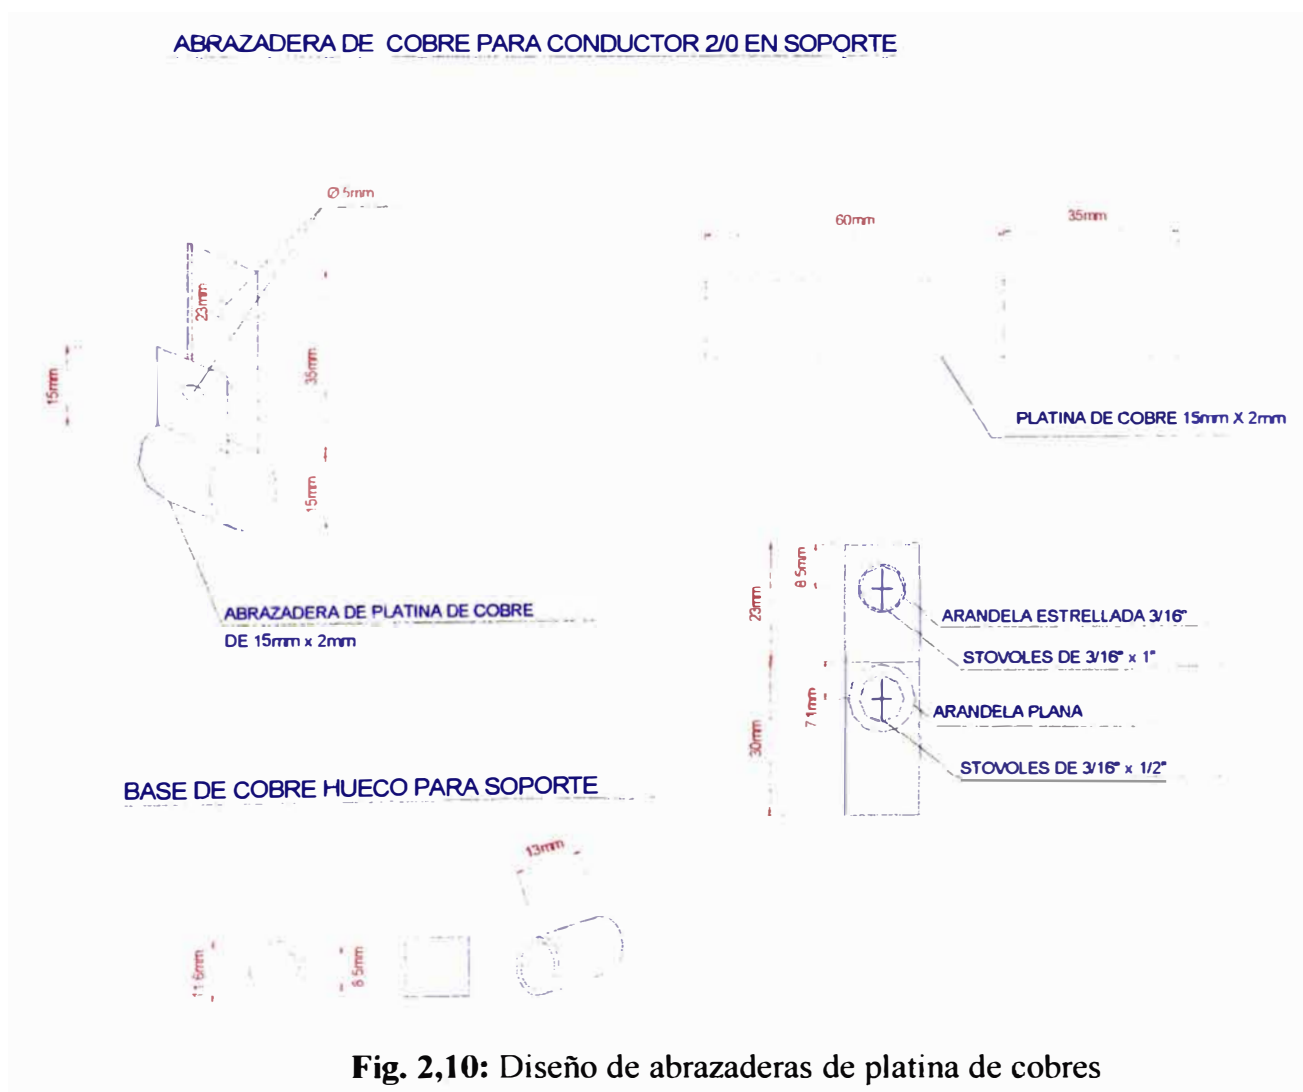 ABRAZADERA DE COBRE PARA CONDUCTOR 2/0 EN SOPORTE
Ø 5mm
60mm
35mm
23mm
15mm
35mm
PLATINA DE COBRE 15mm X 2mm
15mm
8.5mm
23mm
ABRAZADERA DE PLATINA DE COBRE
DE 15mm x 2mm
ARANDELA ESTRELLADA 3/16"
STOVOLES DE 3/16" x 1"
7.1mm
ARANDELA PLANA
30mm
STOVOLES DE 3/16" x 1/2"
BASE DE COBRE HUECO PARA SOPORTE
13mm
11.6mm
8.5mm
Fig. 2,10: Diseño de abrazaderas de platina de cobres